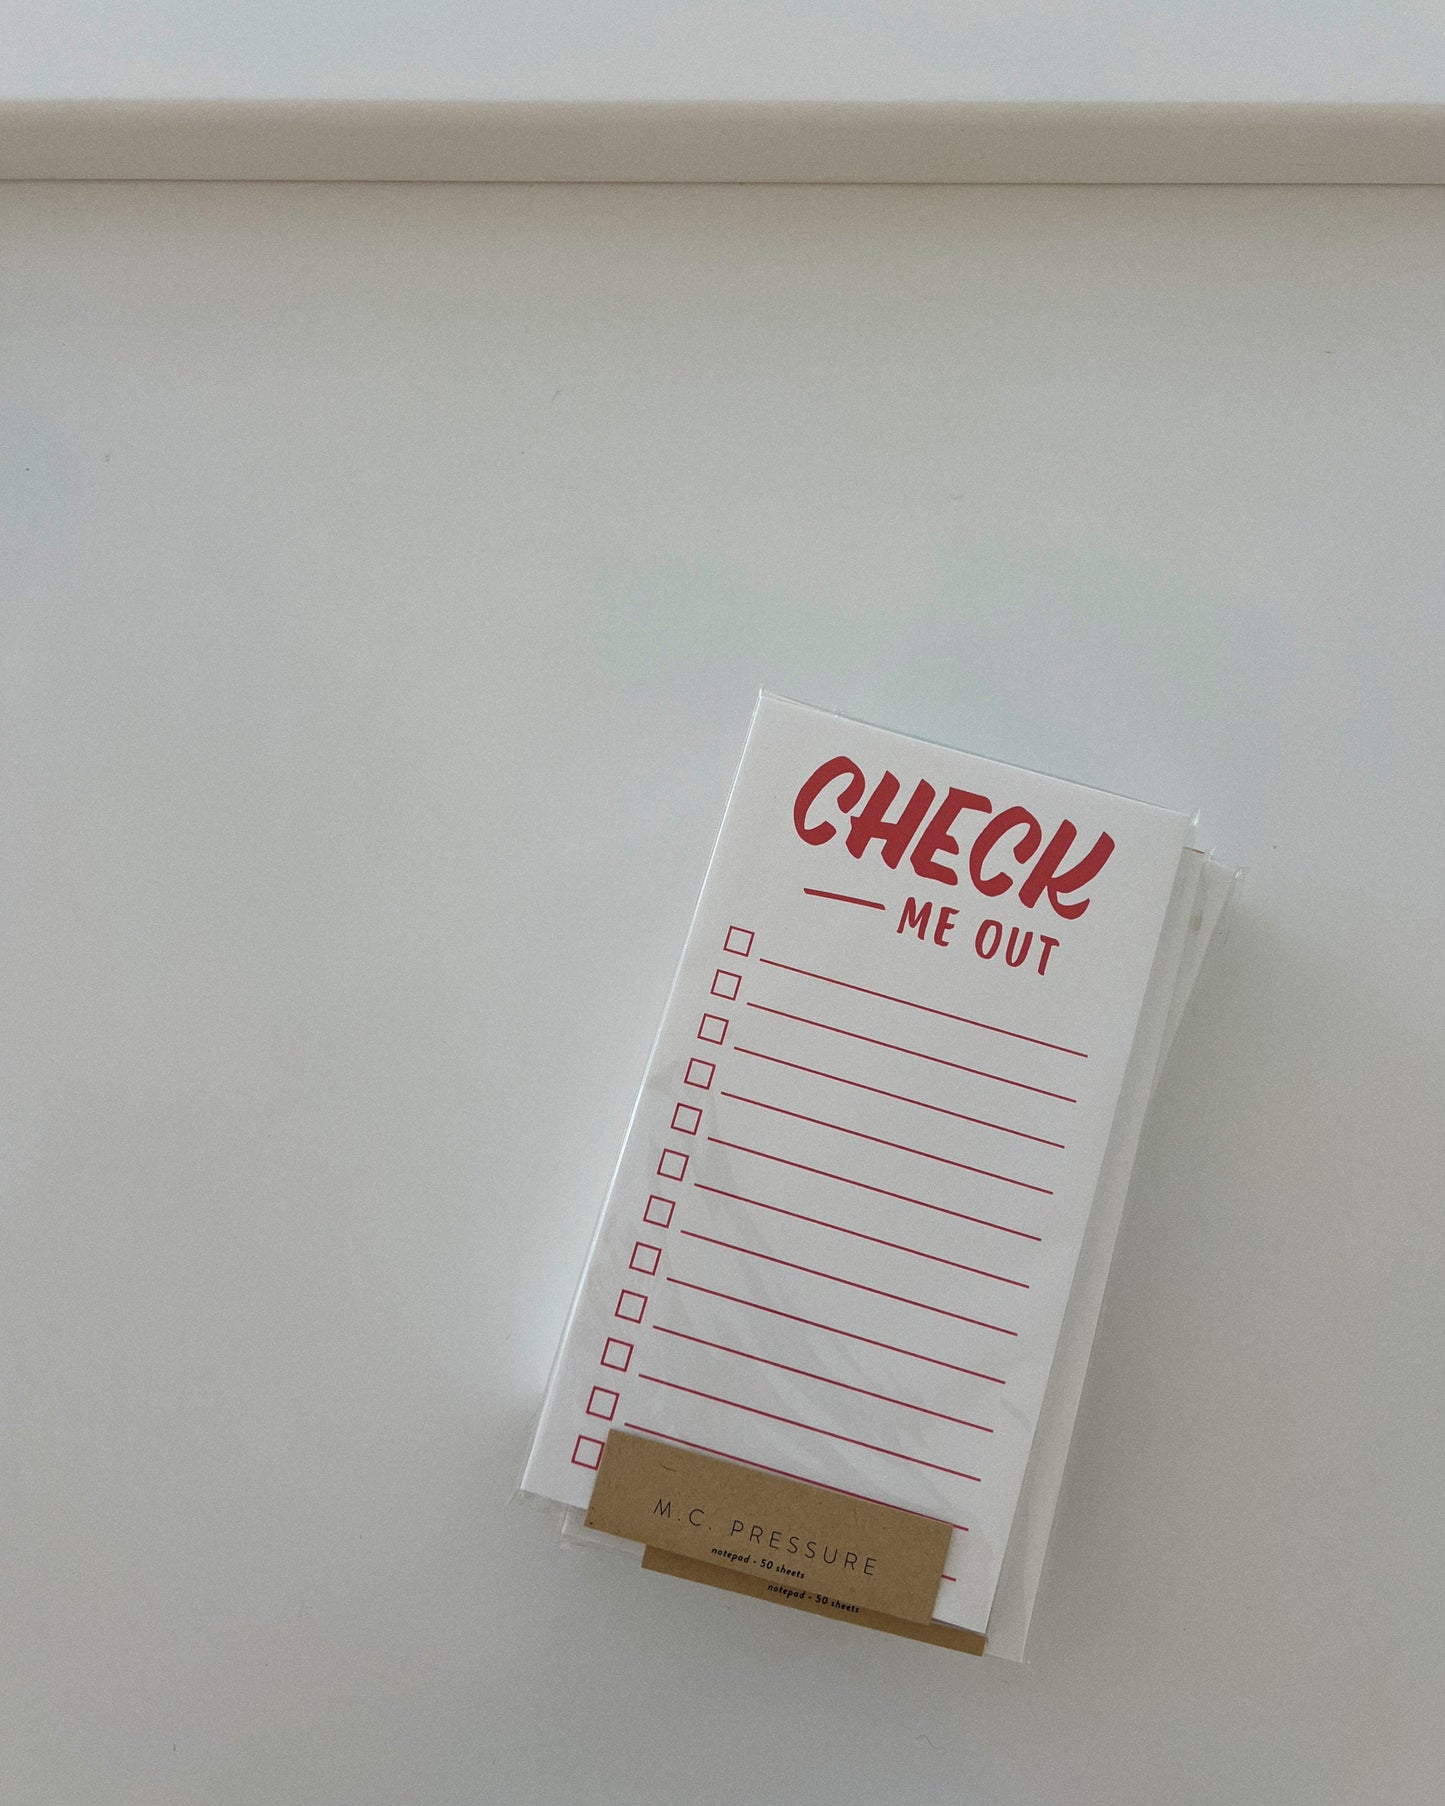 CHECK
ME OUT
M.C. PRESSURE
notepad - 50 sheets
notepad - 50 sheets